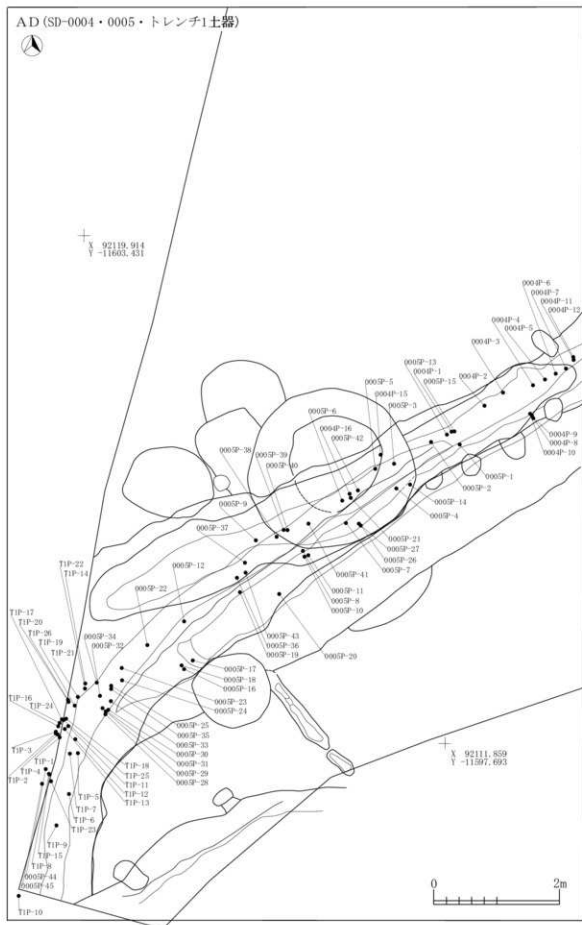 AD(SD-0004・0005・トレンチ1土器)
X 92119.914
Y -11603.431
0004P-6
0004P-7
0004P-11
0004P-12
0004P-4
0004P-5
0004P-3
0005P-13
0004P-1
0005P-15
0004P-2
0005P-5
0004P-15
0005P-3
0005P-6
0004P-16
0005P-42
0005P-38
0005P-39
0005P-40
0005P-9
0005P-37
0005P-12
0005P-22
0004P-9
0004P-8
0004P-10
0005P-1
0005P-2
0005P-14
0005P-4
0005P-21
0005P-27
0005P-26
0005P-7
0005P-41
0005P-11
0005P-8
0005P-10
0005P-43
0005P-36
0005P-19
0005P-20
T1P-22
T1P-14
T1P-17
T1P-20
T1P-26
T1P-19
T1P-21
0005P-34
0005P-32
T1P-16
T1P-24
0005P-17
0005P-18
0005P-16
0005P-23
0005P-24
0005P-25
0005P-35
0005P-33
0005P-30
0005P-31
0005P-29
0005P-28
T1P-3
T1P-1
T1P-4
T1P-2
T1P-18
T1P-25
T1P-11
T1P-12
T1P-13
T1P-5
T1P-7
T1P-6
T1P-23
T1P-9
T1P-15
T1P-8
0005P-44
0005P-45
T1P-10
X 92111.859
Y -11597.693
0
2m